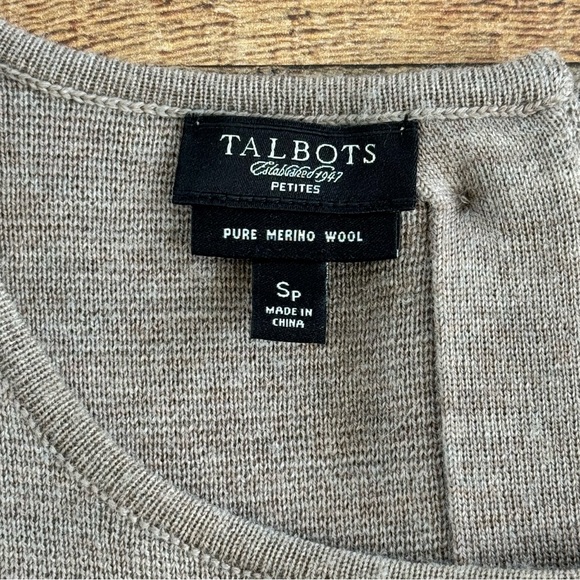 TALBOTS
Established 1947
PETITES
PURE MERINO WOOL
SP
MADE IN
CHINA